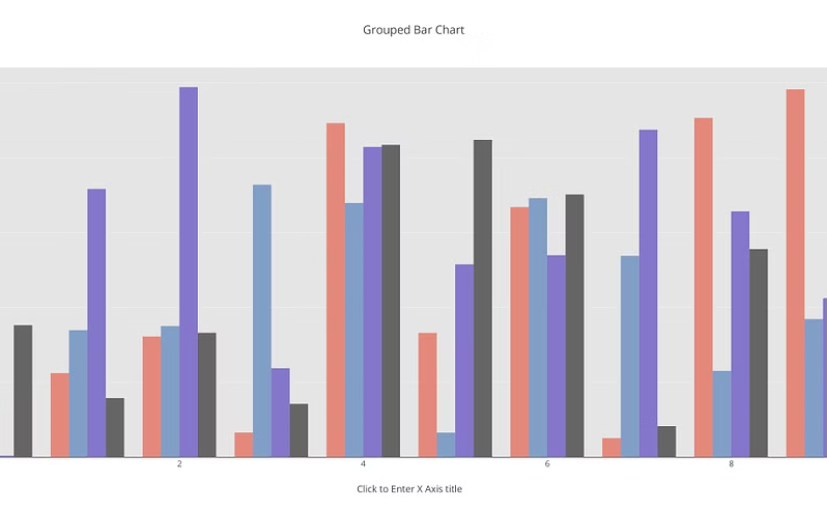 Grouped Bar Chart
2 4 6 8
Click to Enter X Axis title